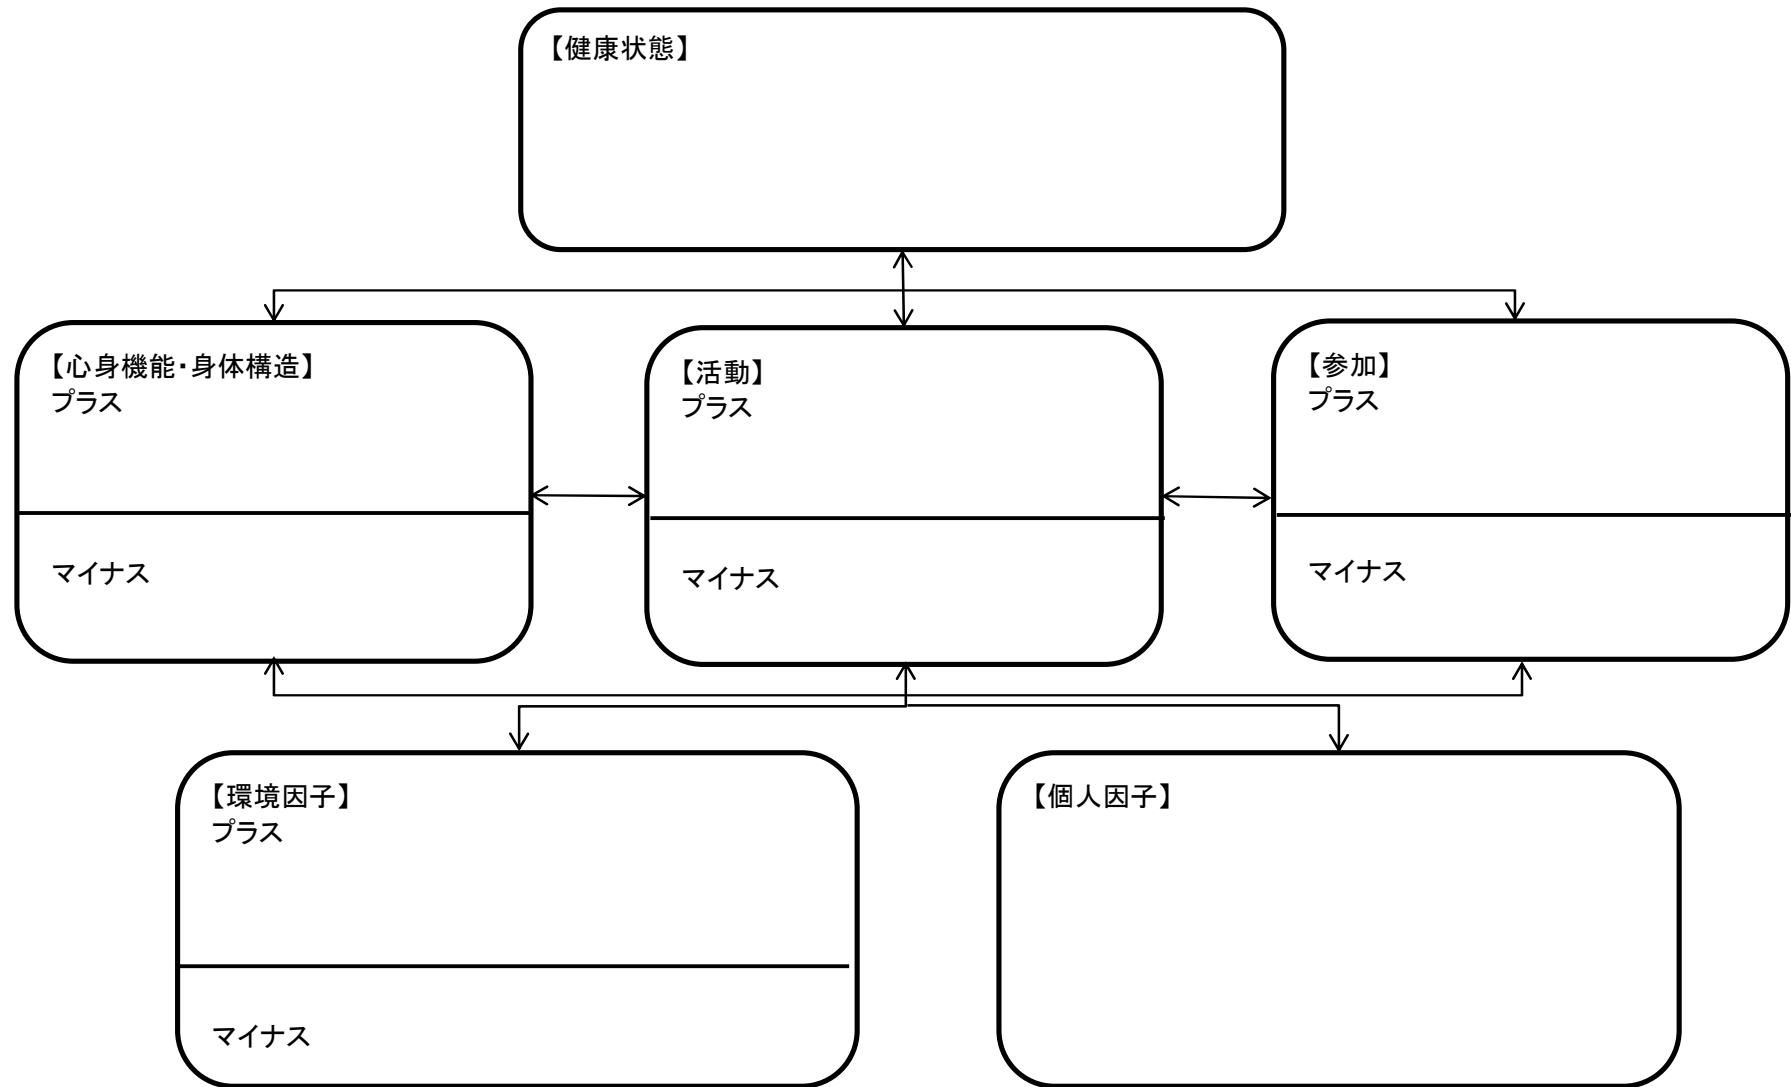 【健康状態】
【心身機能・身体構造】
プラス
マイナス
【活動】
プラス
マイナス
【参加】
プラス
マイナス
【環境因子】
プラス
マイナス
【個人因子】